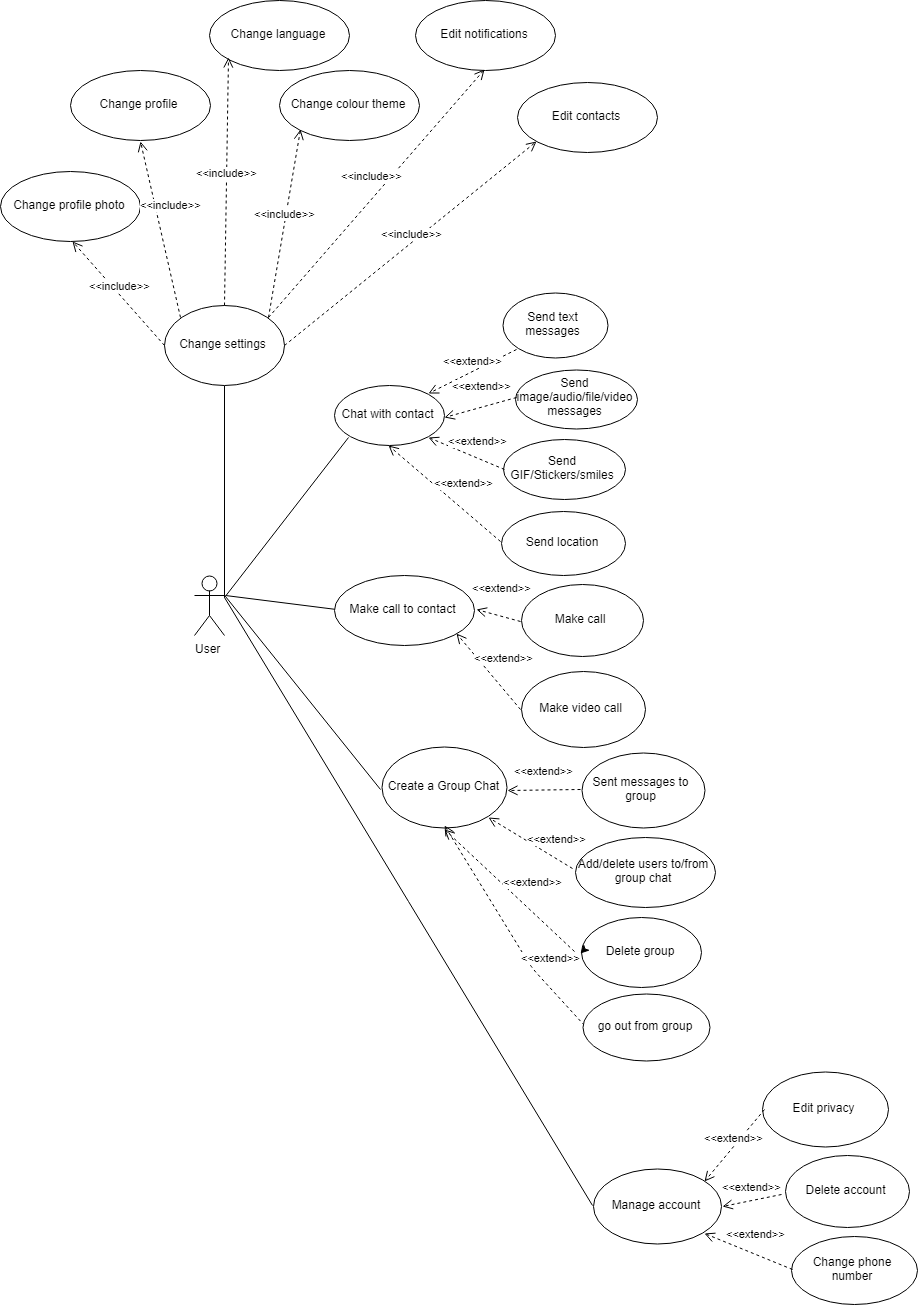 Change language
Edit notifications
Change profile
Change colour theme
Edit contacts
<<include>>
<<include>>
Change profile photo
<<include>>
<<include>>
<<include>>
<<include>>
Change settings
Send text
messages
<<extend>>
<<extend>>
Send
image/audio/file/video
messages
Chat with contact
<<extend>>
Send
GIF/Stickers/smiles
<<extend>>
Send location
<<extend>>
Make call to contact
Make call
User
<<extend>>
Make video call
<<extend>>
Create a Group Chat
Sent messages to
group
<<extend>>
Add/delete users to/from
group chat
<<extend>>
Delete group
<<extend>>
go out from group
Edit privacy
<<extend>>
<<extend>>
Delete account
Manage account
<<extend>>
Change phone
number